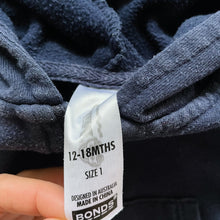 12-18MTHS
SIZE 1
DESIGNED IN AUSTRALIA
MADE IN CHINA
BONDS